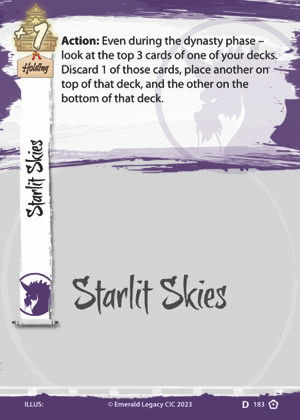 1
Holding
Action: Even during the dynasty phase –
look at the top 3 cards of one of your decks.
Discard 1 of those cards, place another on
top of that deck, and the other on the
bottom of that deck.
Starlit Skies
Starlit Skies
ILLUS: © Emerald Legacy CIC 2023 D 183